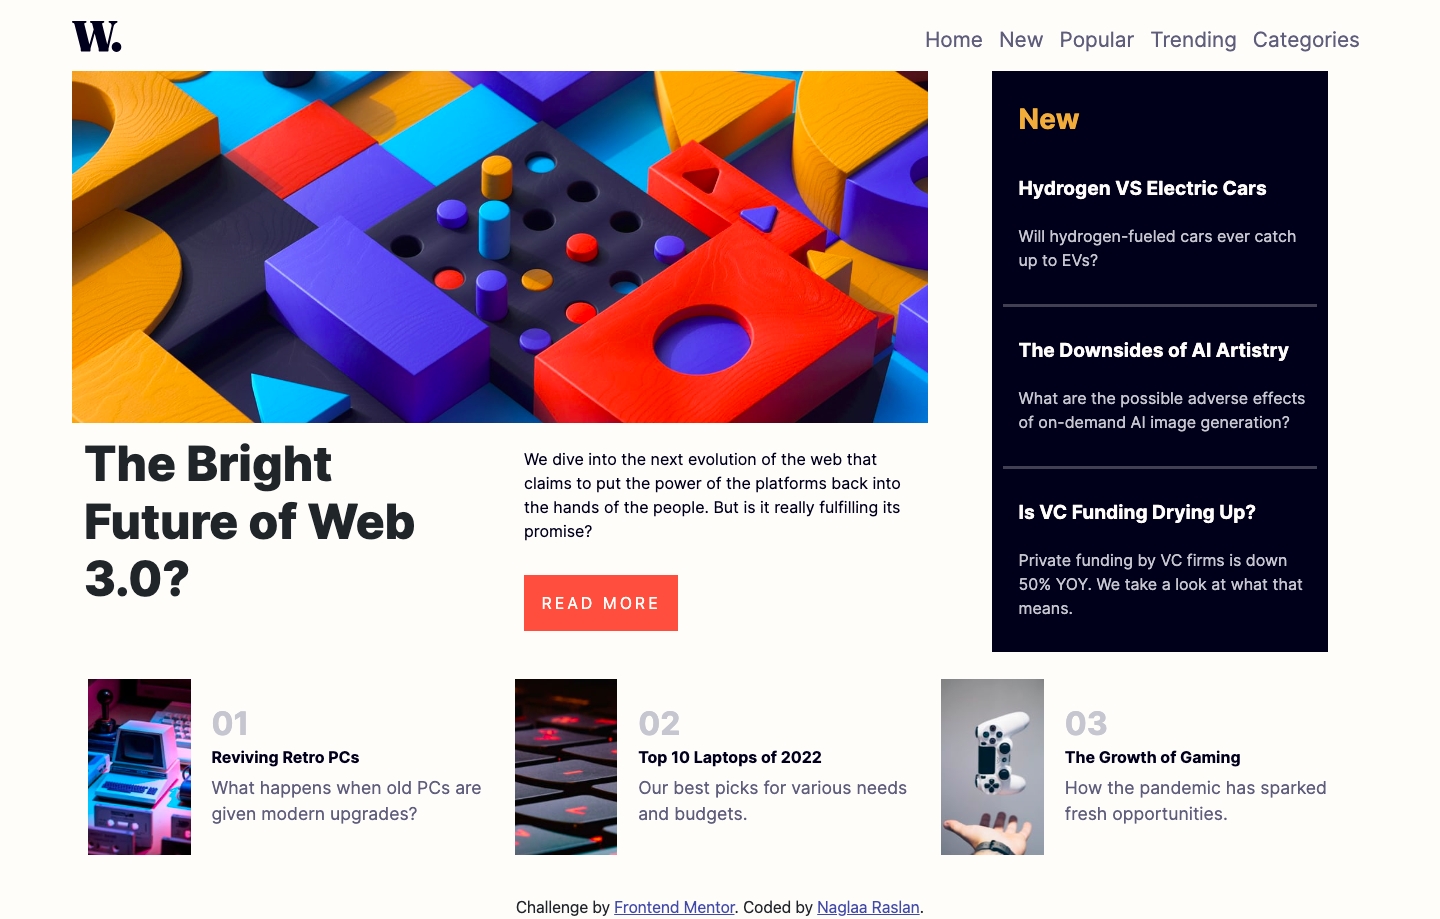 W.
Home New Popular Trending Categories
New
Hydrogen VS Electric Cars
Will hydrogen-fueled cars ever catch
up to EVs?
The Downsides of AI Artistry
What are the possible adverse effects
of on-demand AI image generation?
Is VC Funding Drying Up?
Private funding by VC firms is down
50% YOY. We take a look at what that
means.
The Bright
Future of Web
3.0?
We dive into the next evolution of the web that
claims to put the power of the platforms back into
the hands of the people. But is it really fulfilling its
promise?
READ MORE
01
Reviving Retro PCs
What happens when old PCs are
given modern upgrades?
02
Top 10 Laptops of 2022
Our best picks for various needs
and budgets.
03
The Growth of Gaming
How the pandemic has sparked
fresh opportunities.
Challenge by Frontend Mentor. Coded by Naglaa Raslan.